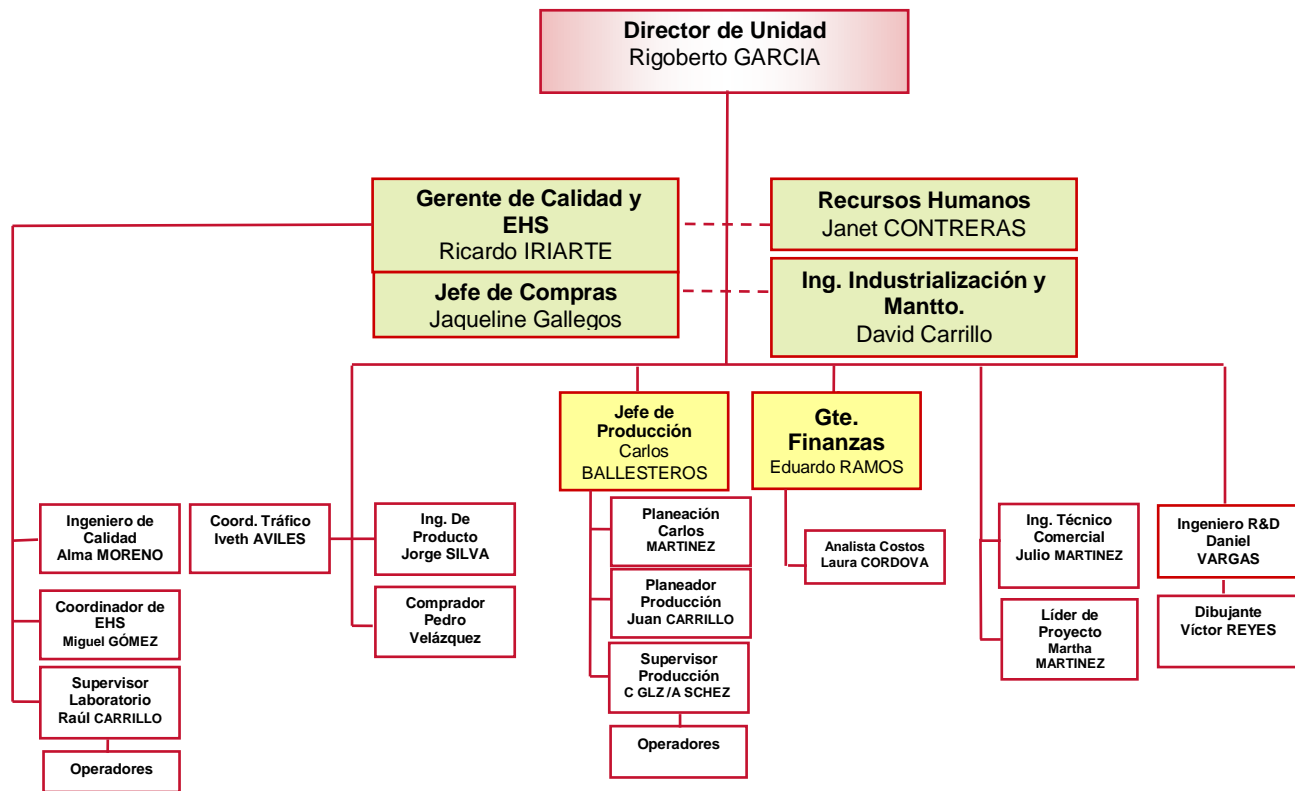 Director de Unidad
Rigoberto GARCIA
Gerente de Calidad y
EHS
Ricardo IRIARTE
Recursos Humanos
Janet CONTRERAS
Jefe de Compras
Jaqueline Gallegos
Ing. Industrialización y
Mantto.
David Carrillo
Jefe de
Producción
Carlos
BALLESTEROS
Gte.
Finanzas
Eduardo RAMOS
Ingeniero de
Calidad
Alma MORENO
Coord. Tráfico
Iveth AVILES
Ing. De
Producto
Jorge SILVA
Planeación
Carlos
MARTINEZ
Analista Costos
Laura CORDOVA
Ing. Técnico
Comercial
Julio MARTINEZ
Ingeniero R&D
Daniel
VARGAS
Coordinador de
EHS
Miguel GÓMEZ
Comprador
Pedro
Velázquez
Planeador
Producción
Juan CARRILLO
Líder de
Proyecto
Martha
MARTINEZ
Dibujante
Víctor REYES
Supervisor
Laboratorio
Raúl CARRILLO
Supervisor
Producción
C GLZ /A SCHEZ
Operadores
Operadores